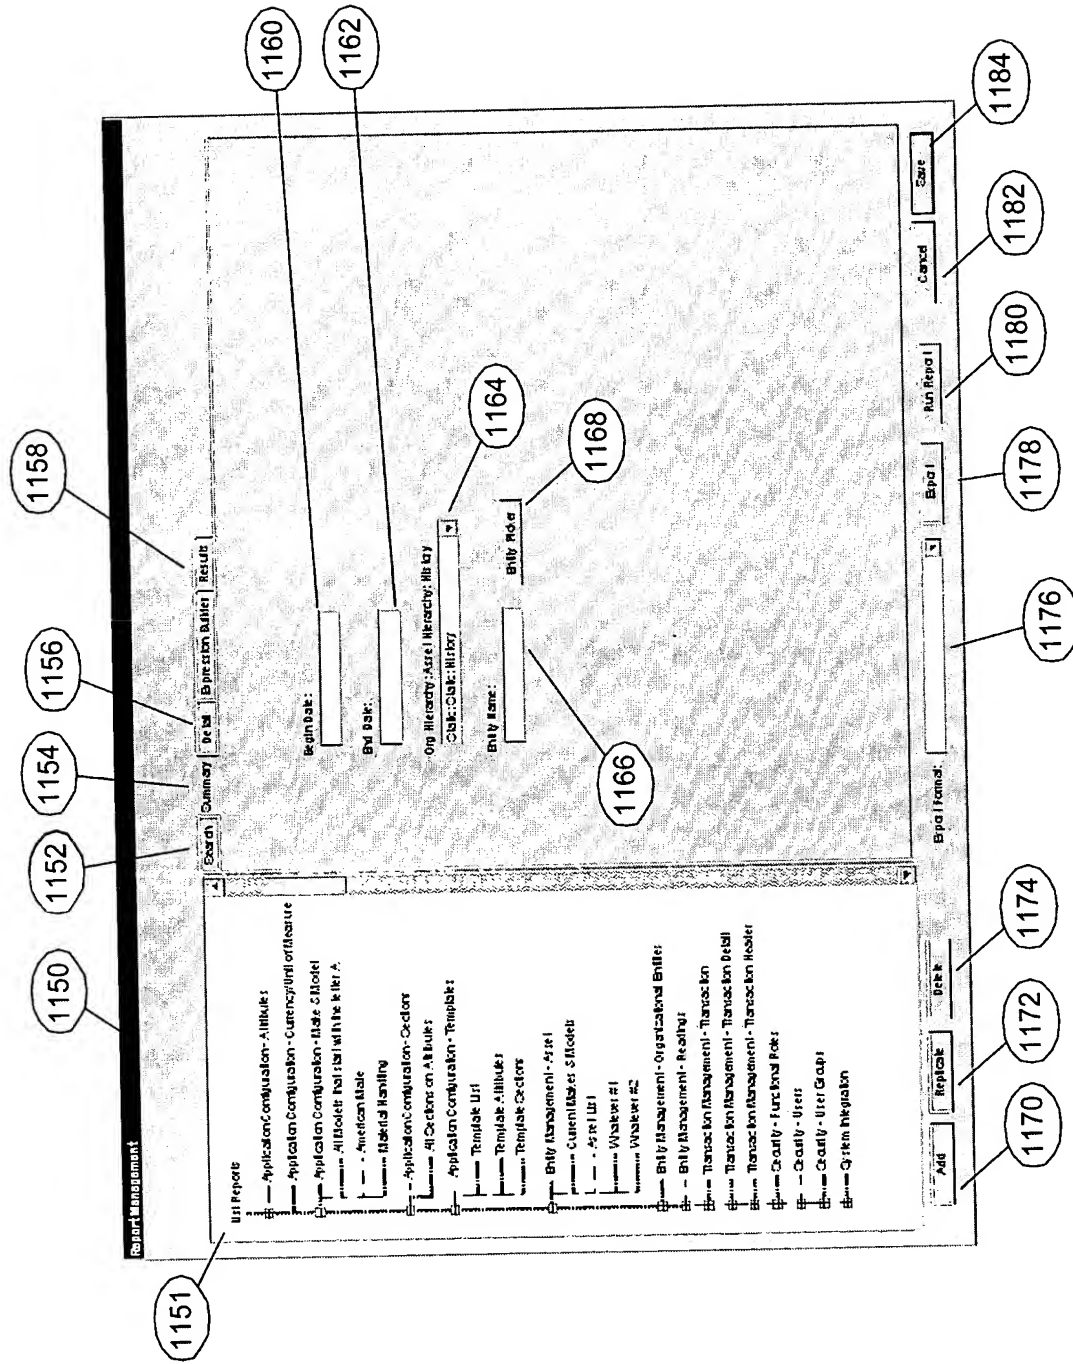 1150
1152
1154
1156
1158
1160
1162
Report Management
1151
List Reports
Application Configuration - Attributes
Application Configuration - Currency/Unit of Measure
Application Configuration - Make & Model
All Models that start with the letter A
American Made
Material Handling
Application Configuration - Sections
All Sections on Attributes
Application Configuration - Templates
Template List
Template Attributes
Template Sections
Entity Management - Asset
Current Makes & Models
Asset List
Whatever #1
Whatever #2
Entity Management - Organizational Entities
Entity Management - Readings
Transaction Management - Transaction
Transaction Management - Transaction Detail
Transaction Management - Transaction Header
Security - Functional Roles
Security - Users
Security - User Groups
System Integration
Search Summary Detail Expression Builder Results
Begin Date:
End Date:
Org Hierarchy: Asset Hierarchy: History
Static: Static: History
1164
Entity Name:
Entity Picker
1166
1168
Add Replicate Delete Export Format: Export Run Report Cancel Save
1170
1172
1174
1176
1178
1180
1182
1184